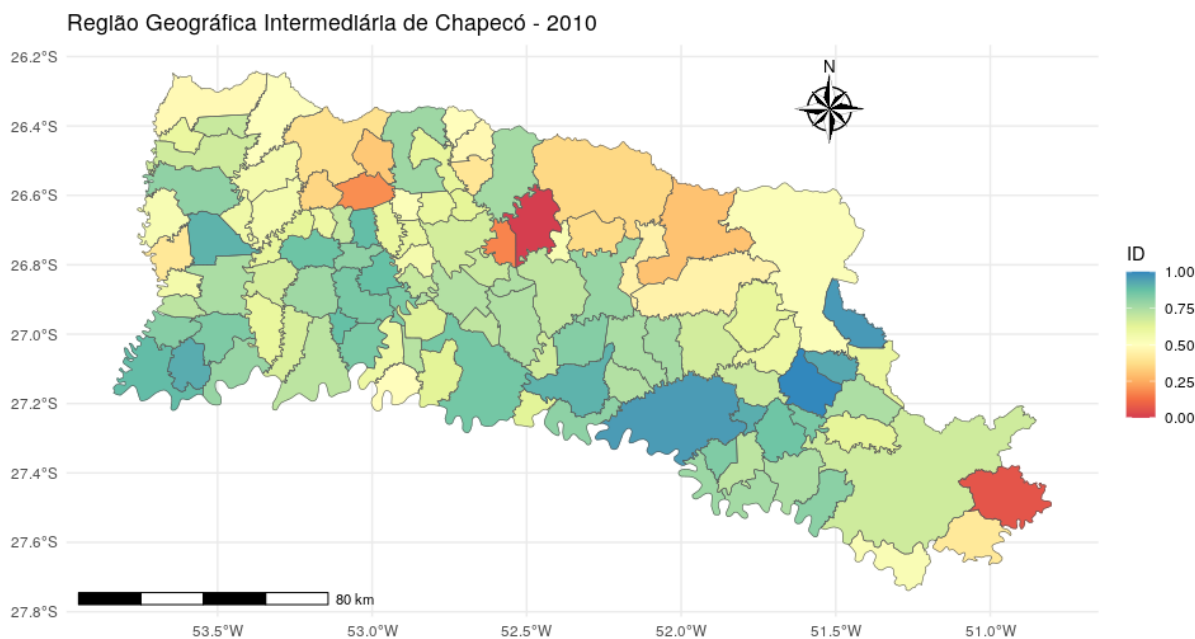 Região Geográfica Intermediária de Chapecó - 2010
26.2°S
26.4°S
26.6°S
26.8°S
27.0°S
27.2°S
27.4°S
27.6°S
27.8°S
N
ID
1.00
0.75
0.50
0.25
0.00
80 km
53.5°W
53.0°W
52.5°W
52.0°W
51.5°W
51.0°W